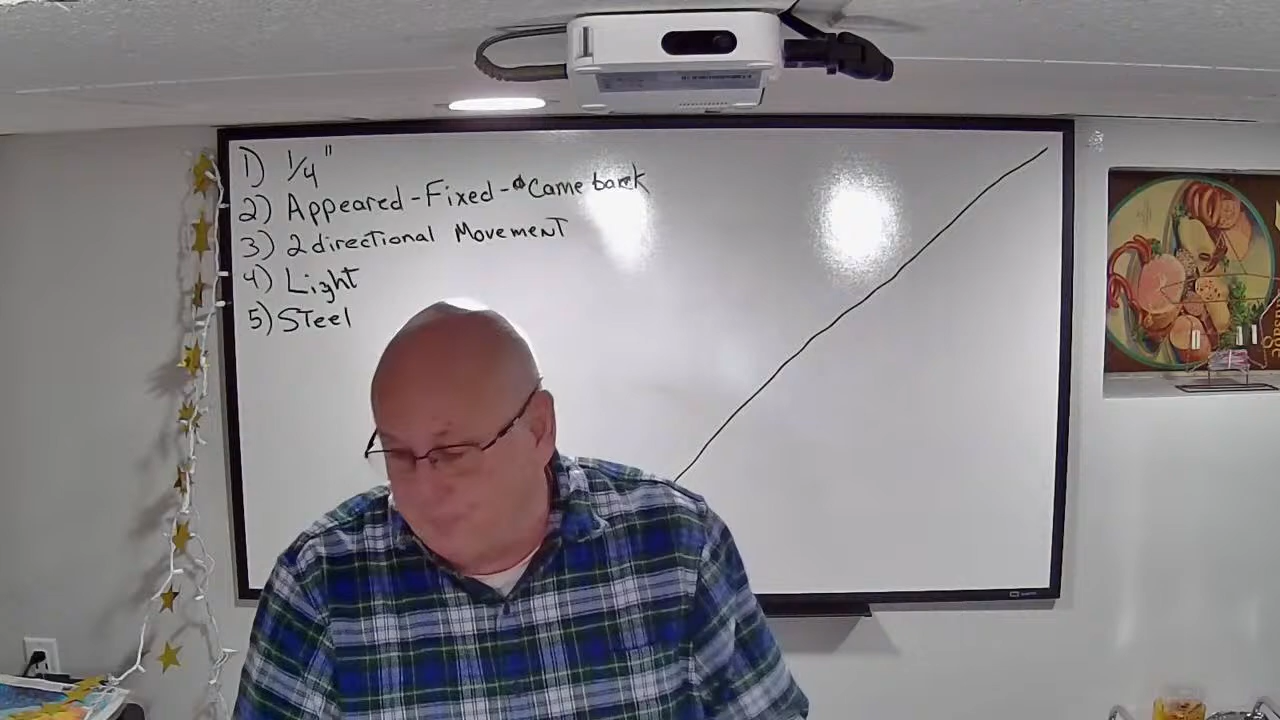 1) 1/4"
2) Appeared - Fixed - Came back
3) 2 directional Movement
4) Light
5) Steel